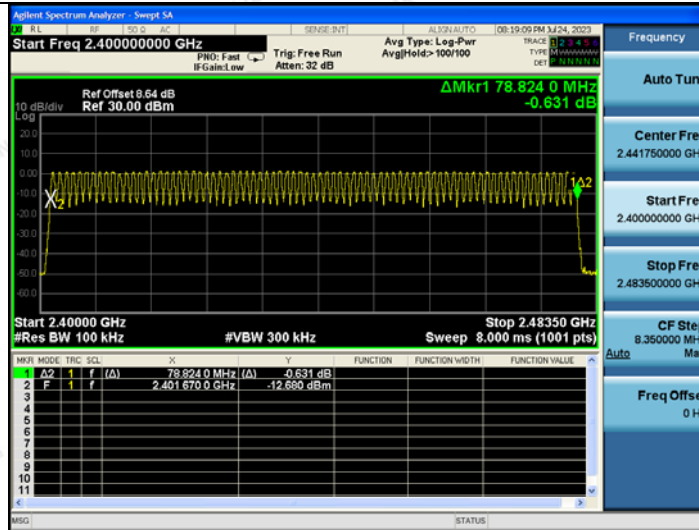 Agilent Spectrum Analyzer - Swept SA
RL RF 50 Ω AC SENSE:INT ALIGN AUTO 08:19:09 PM Jul 24, 2023
Start Freq 2.400000000 GHz
PNO: Fast
IFGain:Low
Trig: Free Run
Atten: 32 dB
Avg Type: Log-Pwr
Avg|Hold:> 100/100
TRACE 1 2 3 4 5 6
TYPE M
DET P N N N N N
Frequency
Auto Tun
ΔMkr1 78.824 0 MHz
-0.631 dB
Ref Offset 8.64 dB
10 dB/div Ref 30.00 dBm
Log
20.0
10.0
0.00
-10.0
-20.0
-30.0
-40.0
-50.0
-60.0
X2
1Δ2
Center Fre
2.441750000 GH
Start Fre
2.400000000 GH
Stop Fre
2.483500000 GH
CF Ste
8.350000 MH
Auto Ma
Freq Offse
0 H
Start 2.40000 GHz Stop 2.48350 GHz
#Res BW 100 kHz #VBW 300 kHz Sweep 8.000 ms (1001 pts)
MKR MODE TRC SCL X Y FUNCTION FUNCTION WIDTH FUNCTION VALUE
1 Δ2 1 f (Δ) 78.824 0 MHz (Δ) -0.631 dB
2 F 1 f 2.401 670 0 GHz -12.680 dBm
3
4
5
6
7
8
9
10
11
MSG STATUS